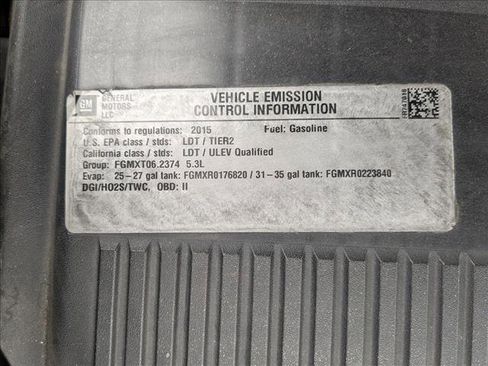 GM
GENERAL
MOTORS
LLC
VEHICLE EMISSION
CONTROL INFORMATION
Conforms to regulations: 2015 Fuel: Gasoline
U.S. EPA class / stds: LDT / TIER2
California class / stds: LDT / ULEV Qualified
Group: FGMXT06.2374 5.3L
Evap: 25-27 gal tank: FGMXR0176820 / 31-35 gal tank: FGMXR0223840
DGI/HO2S/TWC, OBD: II